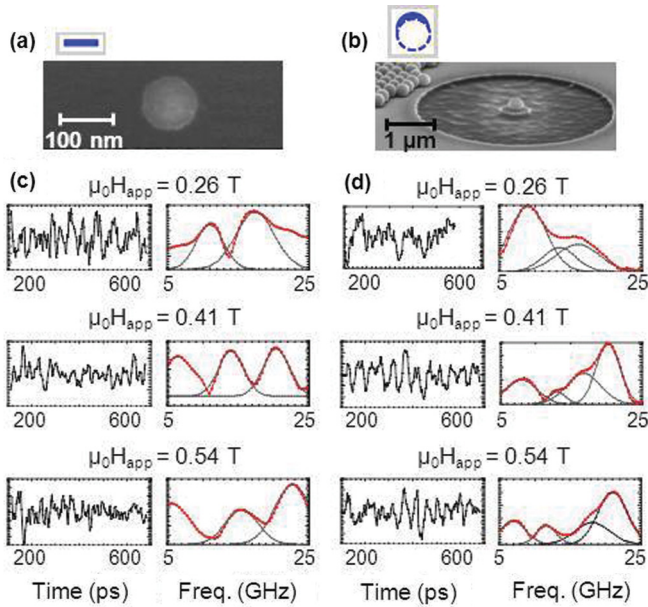 (a)
(b)
100 nm
1 µm
(c)
µ₀Happ = 0.26 T
(d)
µ₀Happ = 0.26 T
200 600
5 25
200 600
5 25
µ₀Happ = 0.41 T
µ₀Happ = 0.41 T
200 600
5 25
200 600
5 25
µ₀Happ = 0.54 T
µ₀Happ = 0.54 T
200 600
5 25
200 600
5 25
Time (ps)
Freq. (GHz)
Time (ps)
Freq. (GHz)